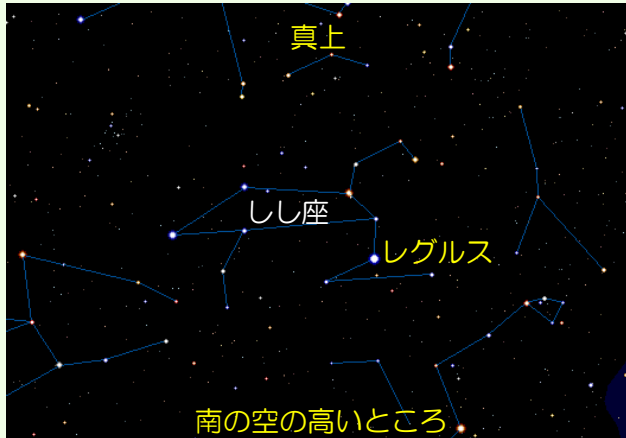 真上
しし座
レグルス
南の空の高いところ